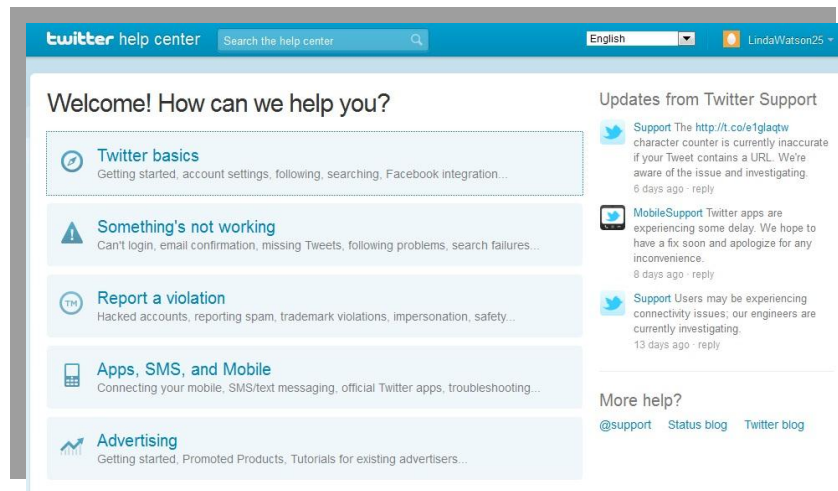 twitter help center
Search the help center
English
LindaWatson25
Welcome! How can we help you?
Twitter basics
Getting started, account settings, following, searching, Facebook integration...
Something's not working
Can't login, email confirmation, missing Tweets, following problems, search failures...
TM
Report a violation
Hacked accounts, reporting spam, trademark violations, impersonation, safety...
Apps, SMS, and Mobile
Connecting your mobile, SMS/text messaging, official Twitter apps, troubleshooting...
Advertising
Getting started, Promoted Products, Tutorials for existing advertisers...
Updates from Twitter Support
Support The http://t.co/e1glaqtw
character counter is currently inaccurate
if your Tweet contains a URL. We're
aware of the issue and investigating.
6 days ago · reply
MobileSupport Twitter apps are
experiencing some delay. We hope to
have a fix soon and apologize for any
inconvenience.
8 days ago · reply
Support Users may be experiencing
connectivity issues; our engineers are
currently investigating.
13 days ago · reply
More help?
@support Status blog Twitter blog